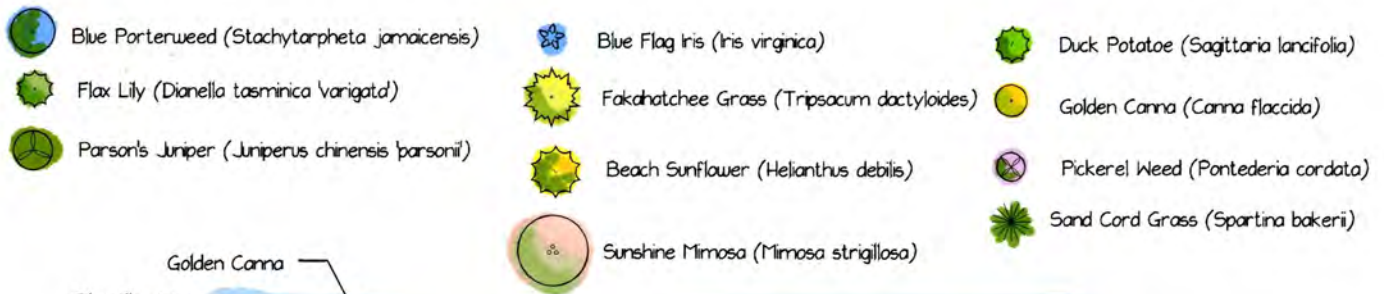 Blue Porterweed (Stachytarpheta jamaicensis)
Flax Lily (Dianella tasminica 'varigata')
Parson's Juniper (Juniperus chinensis 'parsonii')
Blue Flag Iris (Iris virginica)
Fakahatchee Grass (Tripsacum dactyloides)
Beach Sunflower (Helianthus debilis)
Sunshine Mimosa (Mimosa strigillosa)
Duck Potatoe (Sagittaria lancifolia)
Golden Canna (Canna flaccida)
Pickerel Weed (Pontederia cordata)
Sand Cord Grass (Spartina bakerii)
Golden Canna